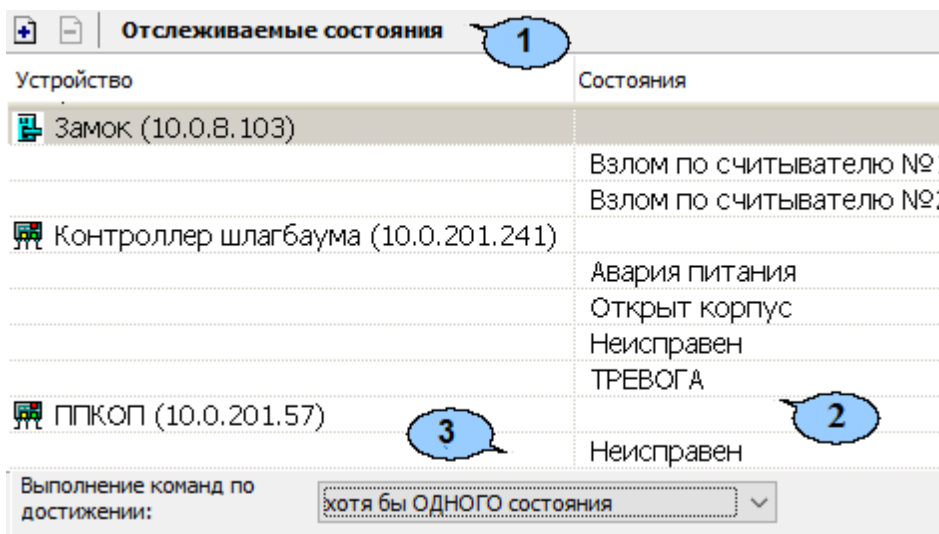 Отслеживаемые состояния
1
Устройство Состояния
Замок (10.0.8.103)
Взлом по считывателю №
Взлом по считывателю №2
Контроллер шлагбаума (10.0.201.241)
Авария питания
Открыт корпус
Неисправен
ТРЕВОГА
2
ППКОП (10.0.201.57)
3
Неисправен
Выполнение команд по
достижении:
хотя бы ОДНОГО состояния